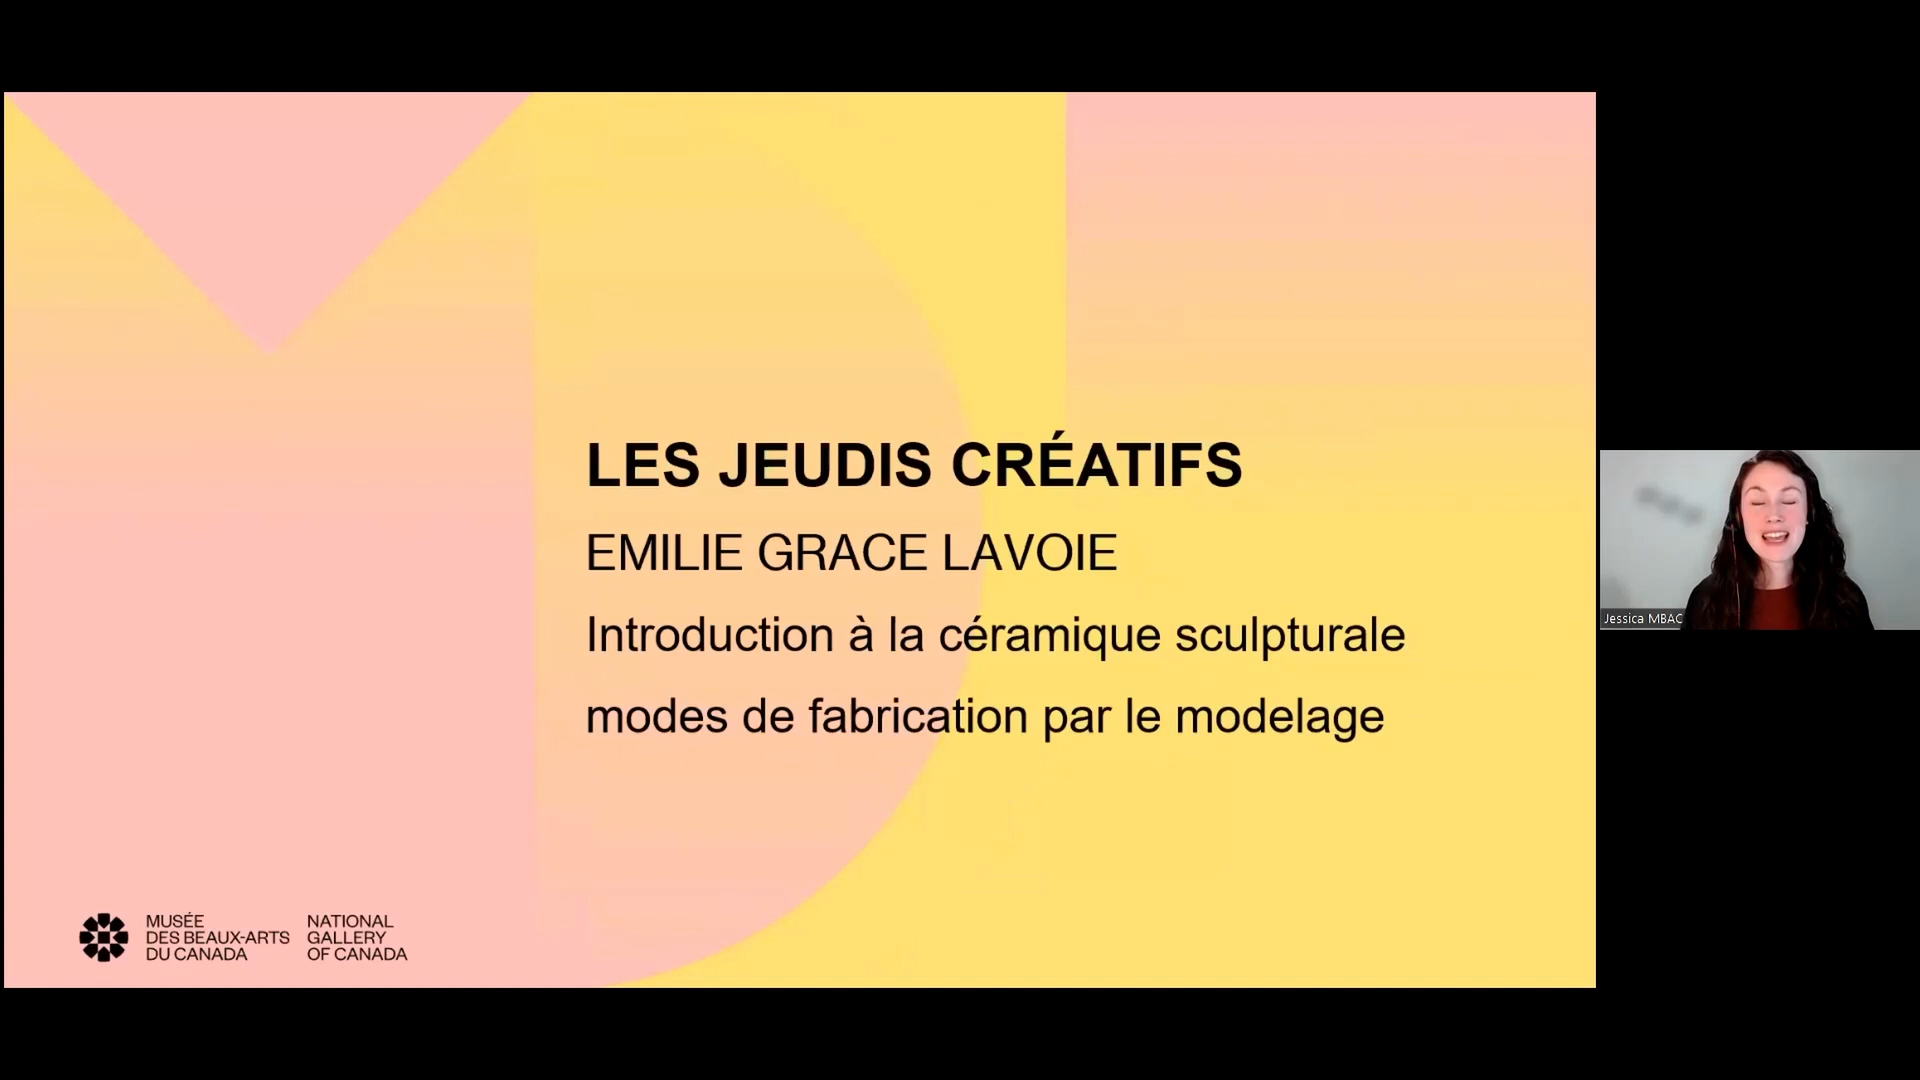 LES JEUDIS CRÉATIFS
EMILIE GRACE LAVOIE
Introduction à la céramique sculpturale
modes de fabrication par le modelage
MUSÉE
DES BEAUX-ARTS
DU CANADA
NATIONAL
GALLERY
OF CANADA
Jessica MBAC